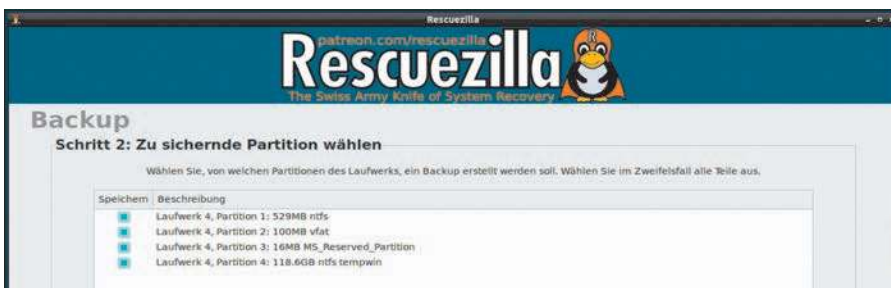 Rescuezilla
patreon.com/rescuezilla
Rescuezilla
R
The Swiss Army Knife of System Recovery
Backup
Schritt 2: Zu sichernde Partition wählen
Wählen Sie, von welchen Partitionen des Laufwerks, ein Backup erstellt werden soll. Wählen Sie im Zweifelsfall alle Teile aus.
Speichern Beschreibung
Laufwerk 4, Partition 1: 529MB ntfs
Laufwerk 4, Partition 2: 100MB vfat
Laufwerk 4, Partition 3: 16MB MS_Reserved_Partition
Laufwerk 4, Partition 4: 118.6GB ntfs tempwin